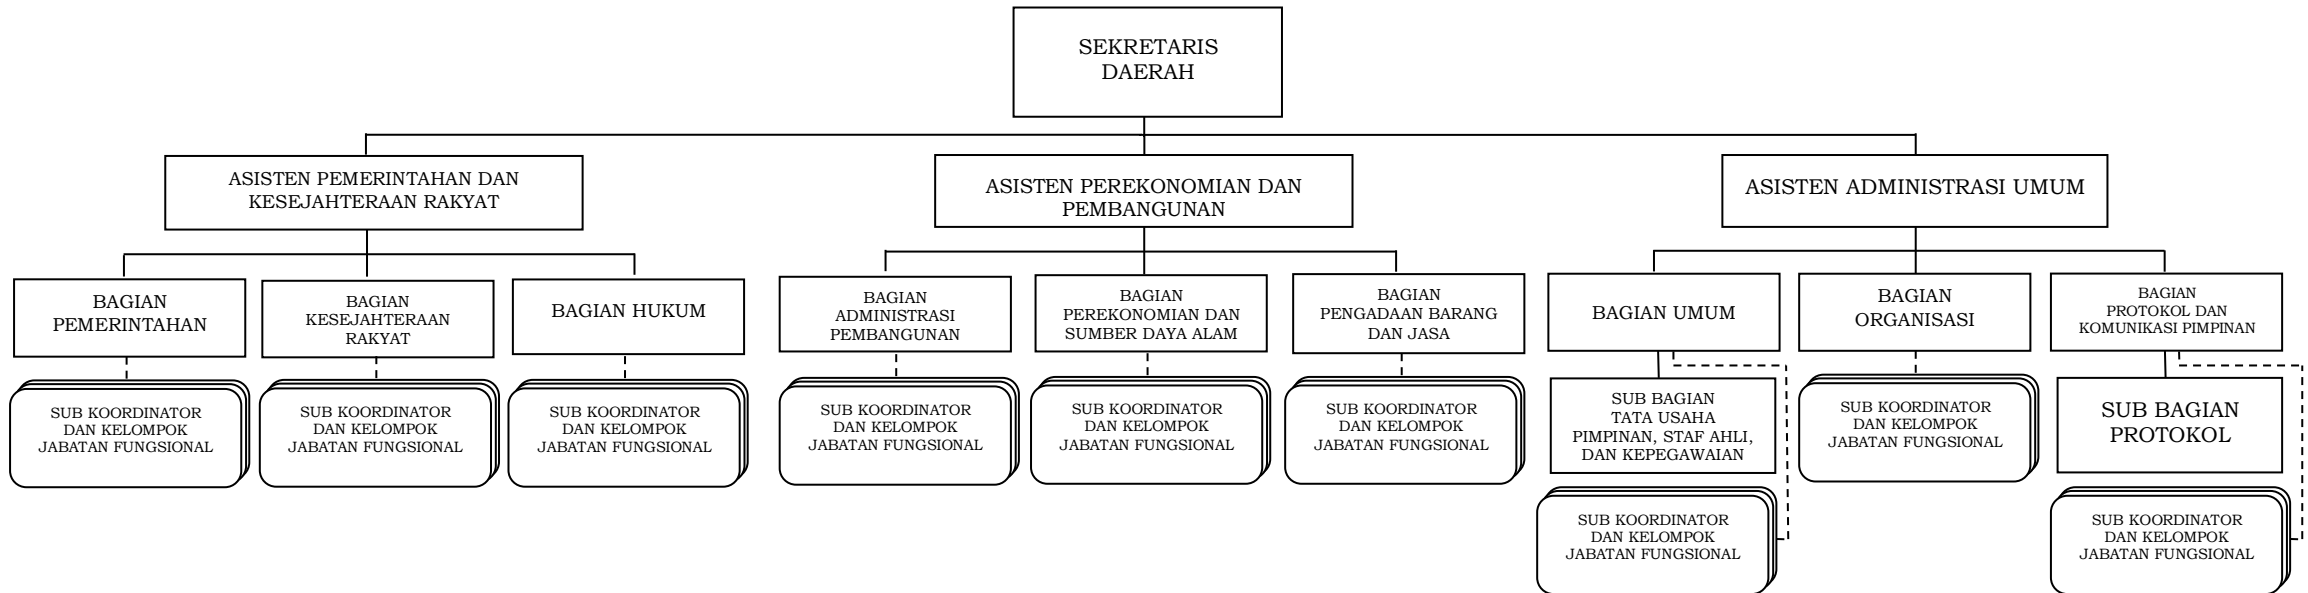 SEKRETARIS
DAERAH
ASISTEN PEMERINTAHAN DAN
KESEJAHTERAAN RAKYAT
ASISTEN PEREKONOMIAN DAN
PEMBANGUNAN
ASISTEN ADMINISTRASI UMUM
BAGIAN
PEMERINTAHAN
BAGIAN
KESEJAHTERAAN
RAKYAT
BAGIAN HUKUM
BAGIAN
ADMINISTRASI
PEMBANGUNAN
BAGIAN
PEREKONOMIAN DAN
SUMBER DAYA ALAM
BAGIAN
PENGADAAN BARANG
DAN JASA
BAGIAN UMUM
BAGIAN
ORGANISASI
BAGIAN
PROTOKOL DAN
KOMUNIKASI PIMPINAN
SUB KOORDINATOR
DAN KELOMPOK
JABATAN FUNGSIONAL
SUB KOORDINATOR
DAN KELOMPOK
JABATAN FUNGSIONAL
SUB KOORDINATOR
DAN KELOMPOK
JABATAN FUNGSIONAL
SUB KOORDINATOR
DAN KELOMPOK
JABATAN FUNGSIONAL
SUB KOORDINATOR
DAN KELOMPOK
JABATAN FUNGSIONAL
SUB KOORDINATOR
DAN KELOMPOK
JABATAN FUNGSIONAL
SUB BAGIAN
TATA USAHA
PIMPINAN, STAF AHLI,
DAN KEPEGAWAIAN
SUB KOORDINATOR
DAN KELOMPOK
JABATAN FUNGSIONAL
SUB BAGIAN
PROTOKOL
SUB KOORDINATOR
DAN KELOMPOK
JABATAN FUNGSIONAL
SUB KOORDINATOR
DAN KELOMPOK
JABATAN FUNGSIONAL